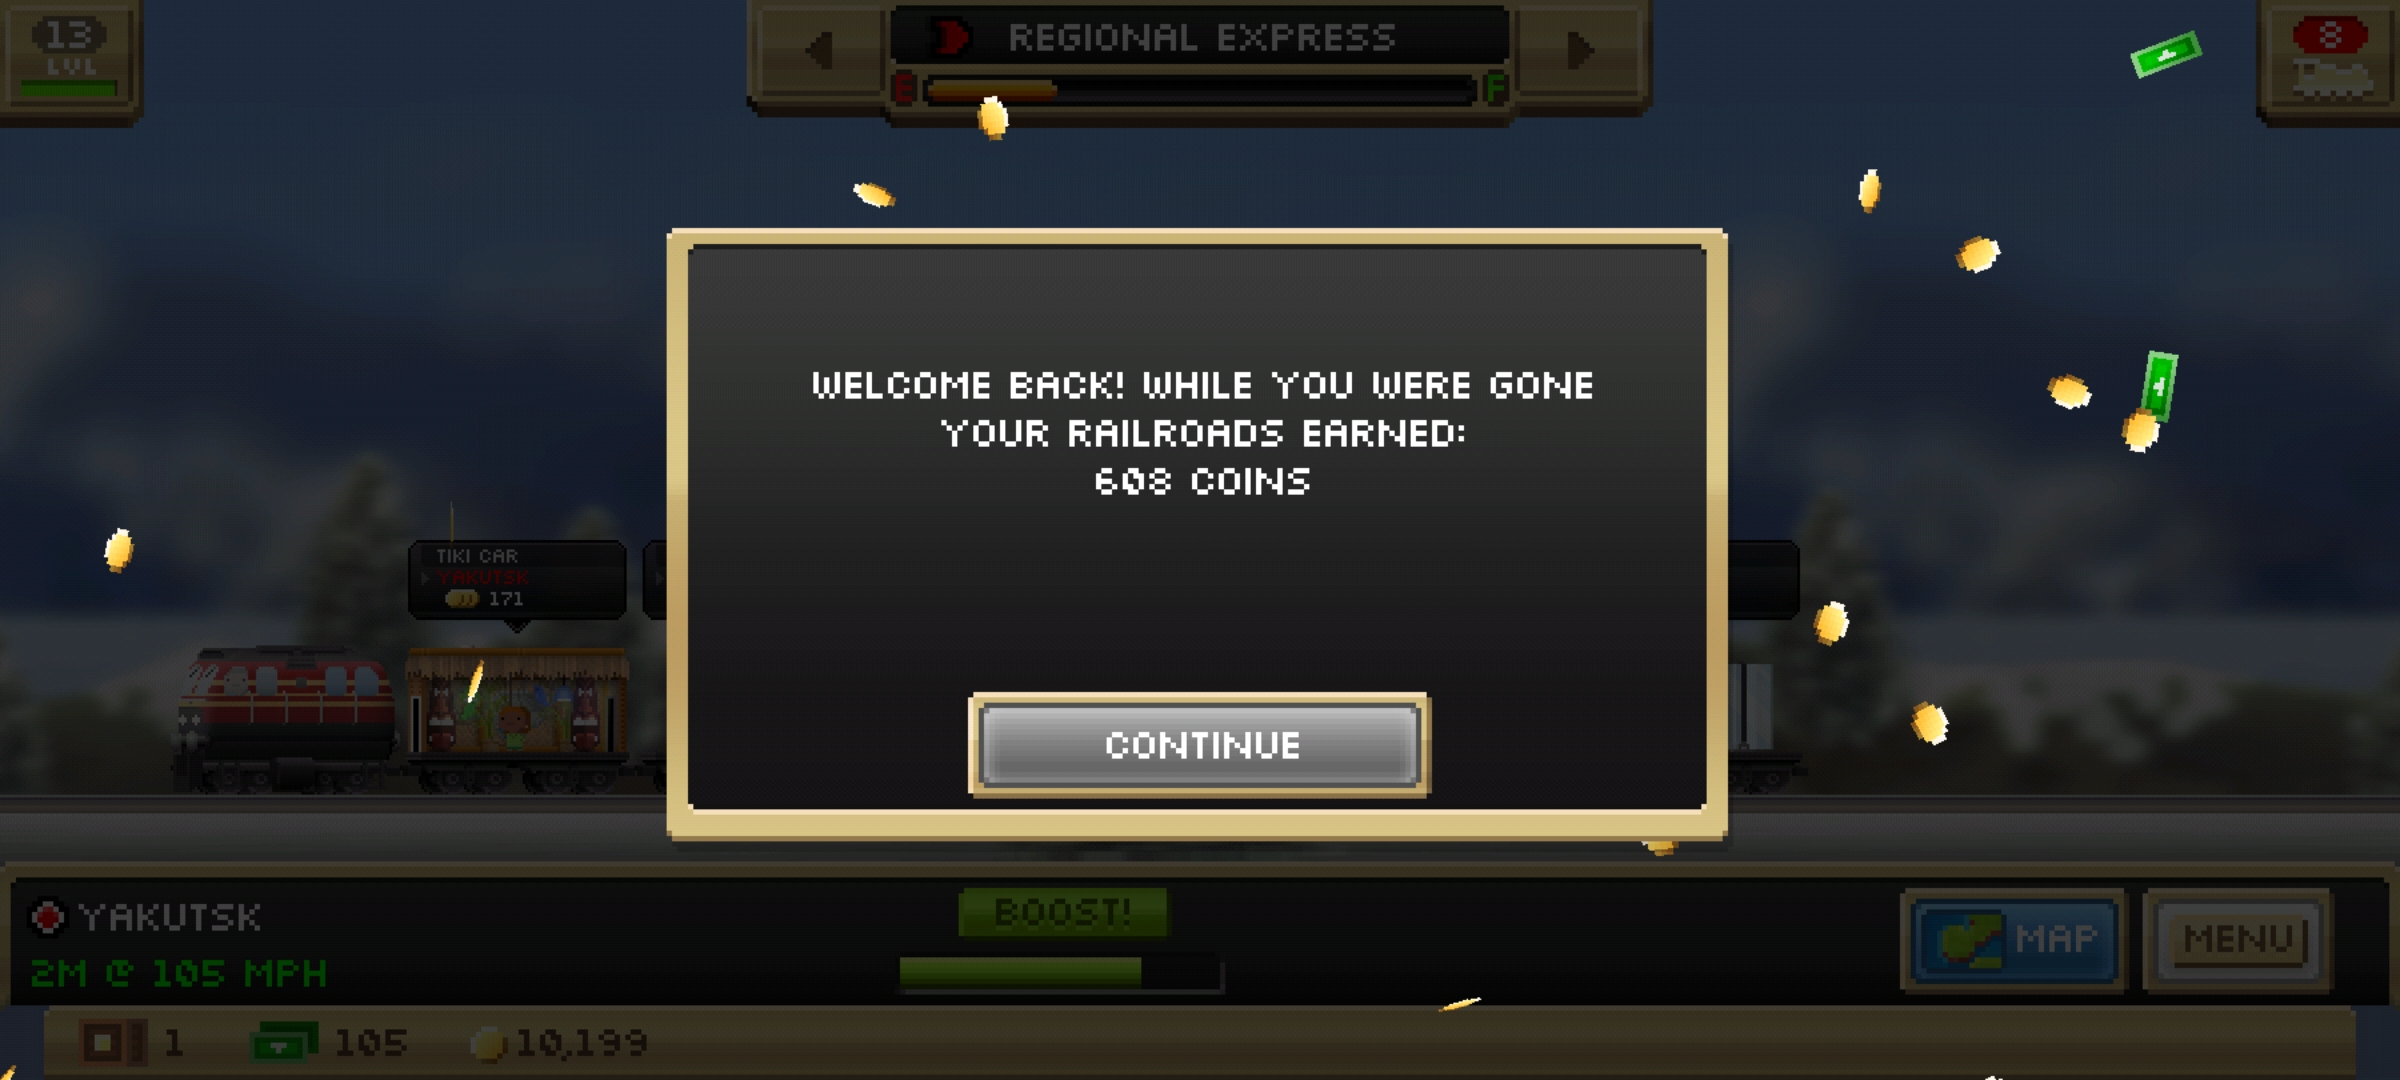 13
LVL
REGIONAL EXPRESS
E F
8
WELCOME BACK! WHILE YOU WERE GONE
YOUR RAILROADS EARNED:
608 COINS
TIKI CAR
YAKUTSK
171
CONTINUE
YAKUTSK
BOOST!
MAP
MENU
2M @ 105 MPH
1 105 10,199